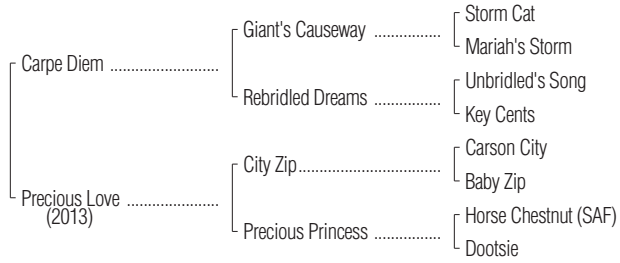 Storm Cat
Giant's Causeway ................
Mariah's Storm
Carpe Diem ......................
Unbridled's Song
Rebridled Dreams ..............
Key Cents
Carson City
City Zip..............................
Baby Zip
Precious Love ...................
(2013)
Horse Chestnut (SAF)
Precious Princess ..............
Dootsie